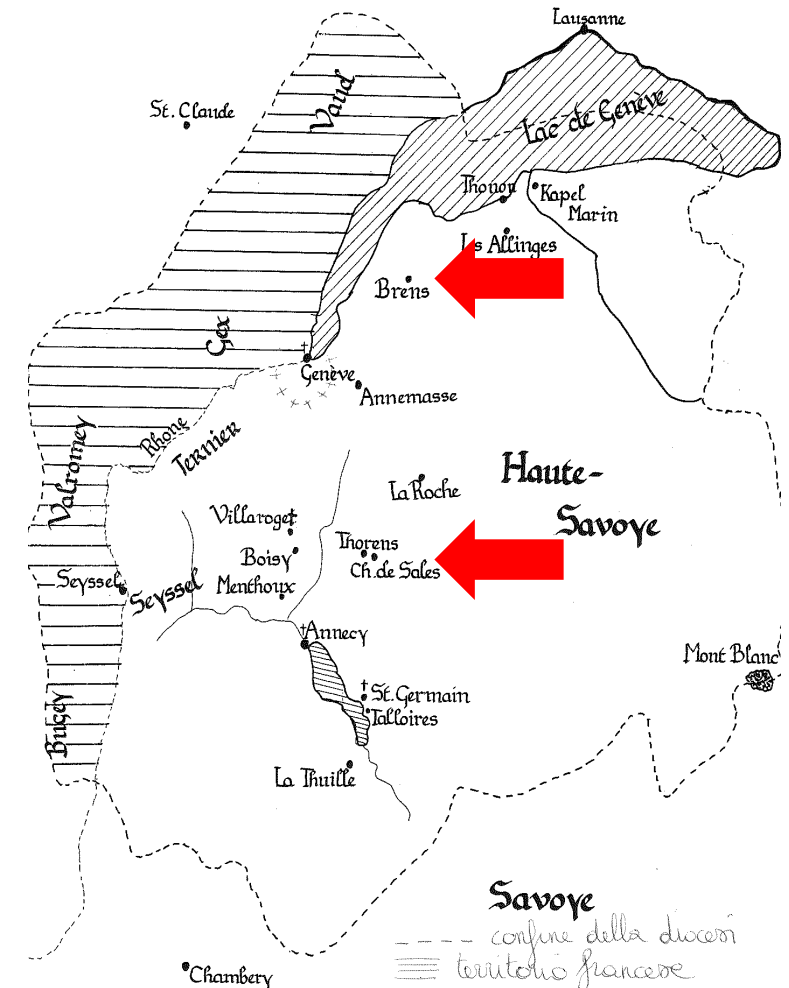 Lausanne
Vaud
St. Claude
Lac de Genève
Thonon
Kapel
Marin
Ls Allinges
Brens
Gex
Genève
Annemasse
Rhone
Ternier
Valromey
La Roche
Haute-
Savoye
Villaroget
Thorens
Boisy
Ch. de Sales
Menthoux
Seyssel
Seyssel
Annecy
Mont Blanc
St. Germain
Talloires
Bugey
La Thuille
Savoye
confine della diocesi
territorio francese
Chambery